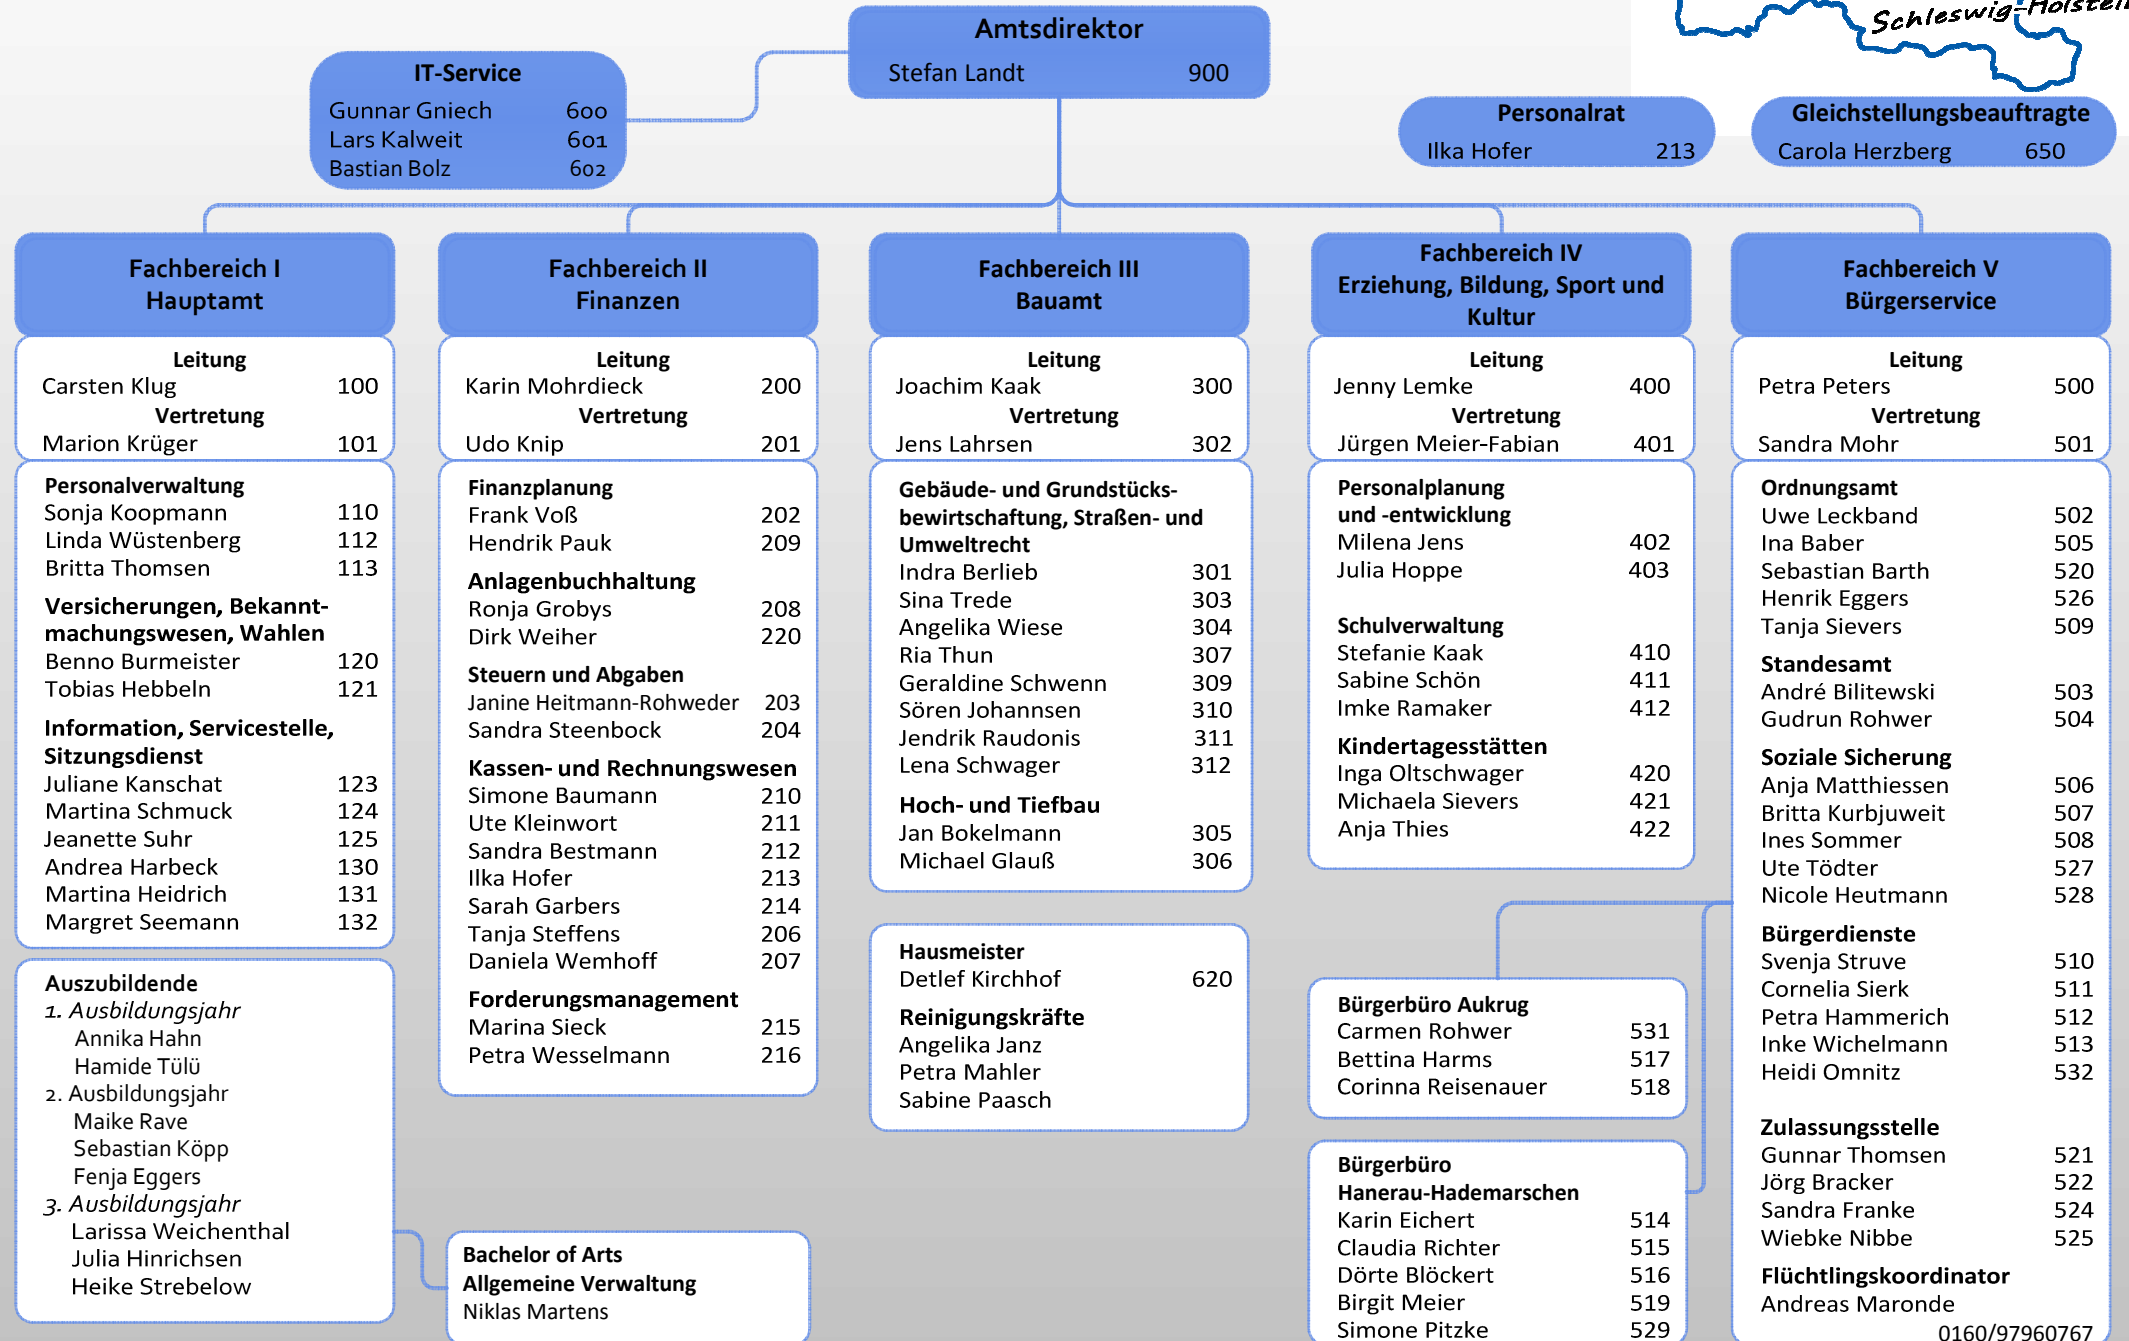 Schleswig-Holstein
Amtsdirektor
Stefan Landt 900
IT-Service
Gunnar Gniech 600
Lars Kalweit 601
Bastian Bolz 602
Personalrat
Ilka Hofer 213
Gleichstellungsbeauftragte
Carola Herzberg 650
Fachbereich I
Hauptamt
Leitung
Carsten Klug 100
Vertretung
Marion Krüger 101
Personalverwaltung
Sonja Koopmann 110
Linda Wüstenberg 112
Britta Thomsen 113
Versicherungen, Bekannt-
machungswesen, Wahlen
Benno Burmeister 120
Tobias Hebbeln 121
Information, Servicestelle,
Sitzungsdienst
Juliane Kanschat 123
Martina Schmuck 124
Jeanette Suhr 125
Andrea Harbeck 130
Martina Heidrich 131
Margret Seemann 132
Auszubildende
1. Ausbildungsjahr
Annika Hahn
Hamide Tülü
2. Ausbildungsjahr
Maike Rave
Sebastian Köpp
Fenja Eggers
3. Ausbildungsjahr
Larissa Weichenthal
Julia Hinrichsen
Heike Strebelow
Bachelor of Arts
Allgemeine Verwaltung
Niklas Martens
Fachbereich II
Finanzen
Leitung
Karin Mohrdieck 200
Vertretung
Udo Knip 201
Finanzplanung
Frank Voß 202
Hendrik Pauk 209
Anlagenbuchhaltung
Ronja Grobys 208
Dirk Weiher 220
Steuern und Abgaben
Janine Heitmann-Rohweder 203
Sandra Steenbock 204
Kassen- und Rechnungswesen
Simone Baumann 210
Ute Kleinwort 211
Sandra Bestmann 212
Ilka Hofer 213
Sarah Garbers 214
Tanja Steffens 206
Daniela Wemhoff 207
Forderungsmanagement
Marina Sieck 215
Petra Wesselmann 216
Fachbereich III
Bauamt
Leitung
Joachim Kaak 300
Vertretung
Jens Lahrsen 302
Gebäude- und Grundstücks-
bewirtschaftung, Straßen- und
Umweltrecht
Indra Berlieb 301
Sina Trede 303
Angelika Wiese 304
Ria Thun 307
Geraldine Schwenn 309
Sören Johannsen 310
Jendrik Raudonis 311
Lena Schwager 312
Hoch- und Tiefbau
Jan Bokelmann 305
Michael Glauß 306
Hausmeister
Detlef Kirchhof 620
Reinigungskräfte
Angelika Janz
Petra Mahler
Sabine Paasch
Fachbereich IV
Erziehung, Bildung, Sport und
Kultur
Leitung
Jenny Lemke 400
Vertretung
Jürgen Meier-Fabian 401
Personalplanung
und -entwicklung
Milena Jens 402
Julia Hoppe 403
Schulverwaltung
Stefanie Kaak 410
Sabine Schön 411
Imke Ramaker 412
Kindertagesstätten
Inga Oltschwager 420
Michaela Sievers 421
Anja Thies 422
Bürgerbüro Aukrug
Carmen Rohwer 531
Bettina Harms 517
Corinna Reisenauer 518
Bürgerbüro
Hanerau-Hademarschen
Karin Eichert 514
Claudia Richter 515
Dörte Blöckert 516
Birgit Meier 519
Simone Pitzke 529
Fachbereich V
Bürgerservice
Leitung
Petra Peters 500
Vertretung
Sandra Mohr 501
Ordnungsamt
Uwe Leckband 502
Ina Baber 505
Sebastian Barth 520
Henrik Eggers 526
Tanja Sievers 509
Standesamt
André Bilitewski 503
Gudrun Rohwer 504
Soziale Sicherung
Anja Matthiessen 506
Britta Kurbjuweit 507
Ines Sommer 508
Ute Tödter 527
Nicole Heutmann 528
Bürgerdienste
Svenja Struve 510
Cornelia Sierk 511
Petra Hammerich 512
Inke Wichelmann 513
Heidi Omnitz 532
Zulassungsstelle
Gunnar Thomsen 521
Jörg Bracker 522
Sandra Franke 524
Wiebke Nibbe 525
Flüchtlingskoordinator
Andreas Maronde
0160/97960767